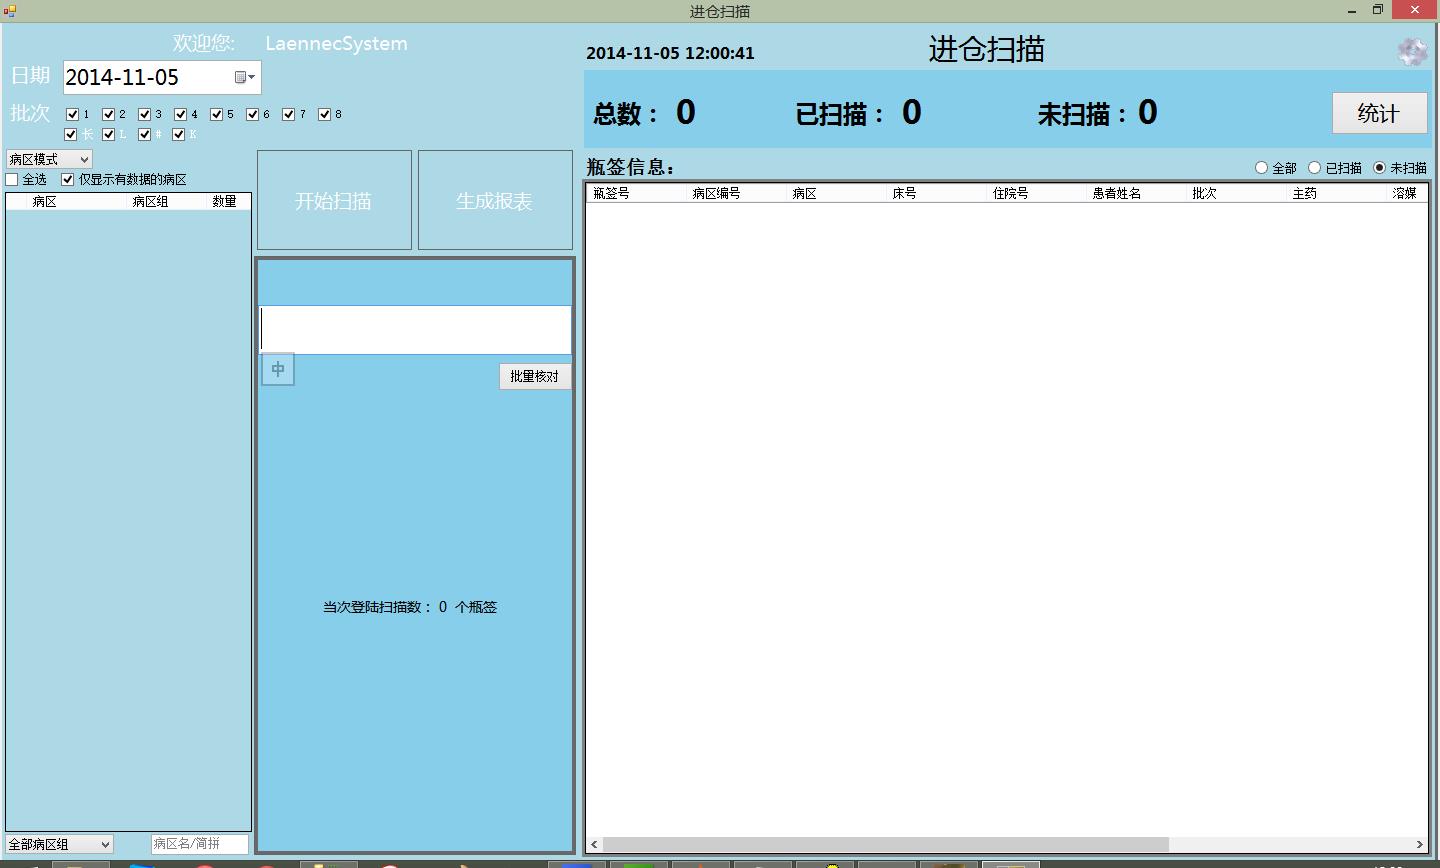 进仓扫描
欢迎您: LaennecSystem
日期 2014-11-05
批次 1 2 3 4 5 6 7 8
长 L # K
病区模式
全选 仅显示有数据的病区
病区 病区组 数量
开始扫描 生成报表
中
批量核对
当次登陆扫描数： 0 个瓶签
全部病区组 病区名/简拼
2014-11-05 12:00:41 进仓扫描
总数： 0 已扫描： 0 未扫描： 0 统计
瓶签信息： 全部 已扫描 未扫描
瓶签号 病区编号 病区 床号 住院号 患者姓名 批次 主药 溶媒